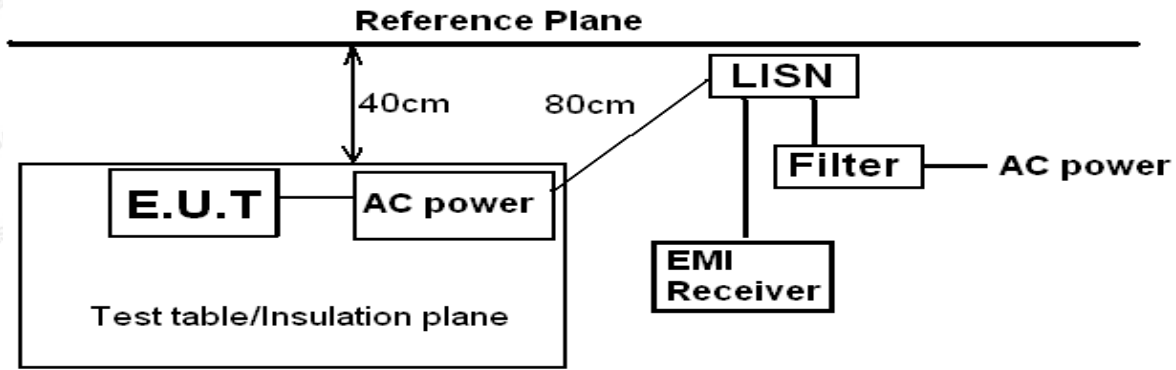 Reference Plane
LISN
40cm
80cm
Filter
AC power
E.U.T
AC power
EMI
Receiver
Test table/Insulation plane